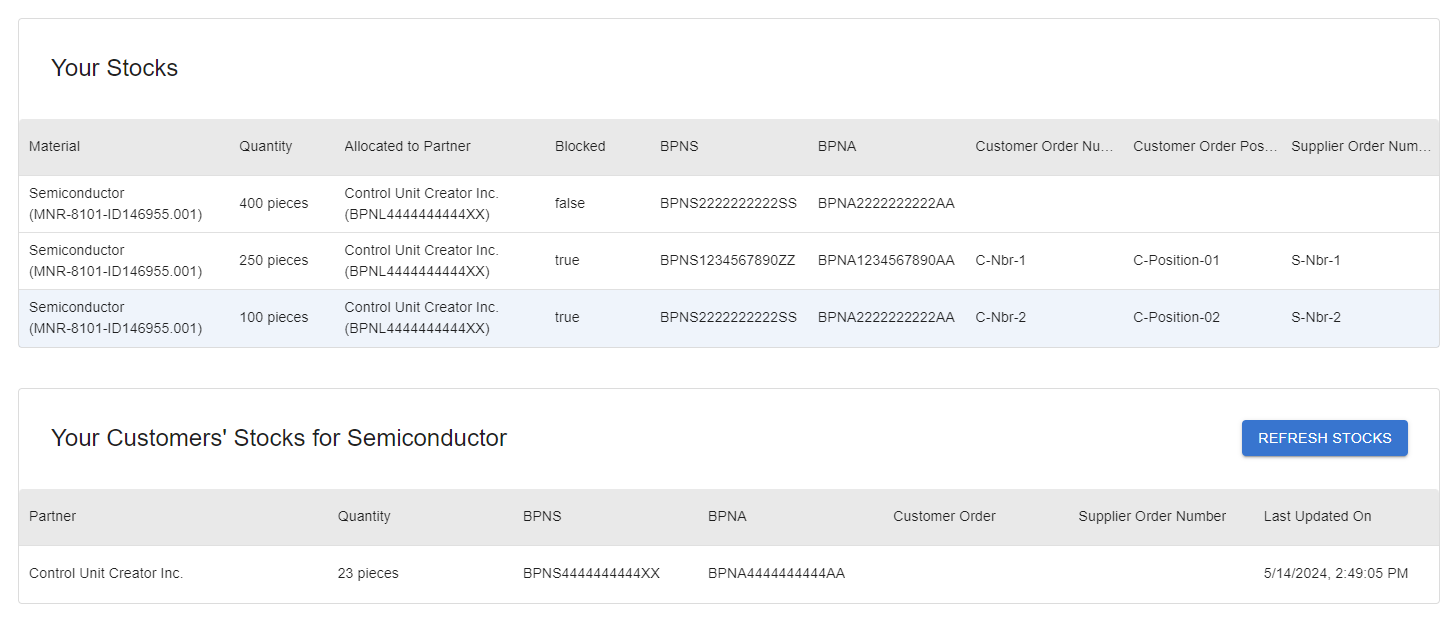 Your Stocks
Material Quantity Allocated to Partner Blocked BPNS BPNA Customer Order Nu... Customer Order Pos... Supplier Order Num...
Semiconductor (MNR-8101-ID146955.001) 400 pieces Control Unit Creator Inc. (BPNL4444444444XX) false BPNS2222222222SS BPNA2222222222AA
Semiconductor (MNR-8101-ID146955.001) 250 pieces Control Unit Creator Inc. (BPNL4444444444XX) true BPNS1234567890ZZ BPNA1234567890AA C-Nbr-1 C-Position-01 S-Nbr-1
Semiconductor (MNR-8101-ID146955.001) 100 pieces Control Unit Creator Inc. (BPNL4444444444XX) true BPNS2222222222SS BPNA2222222222AA C-Nbr-2 C-Position-02 S-Nbr-2
Your Customers' Stocks for Semiconductor REFRESH STOCKS
Partner Quantity BPNS BPNA Customer Order Supplier Order Number Last Updated On
Control Unit Creator Inc. 23 pieces BPNS4444444444XX BPNA4444444444AA 5/14/2024, 2:49:05 PM